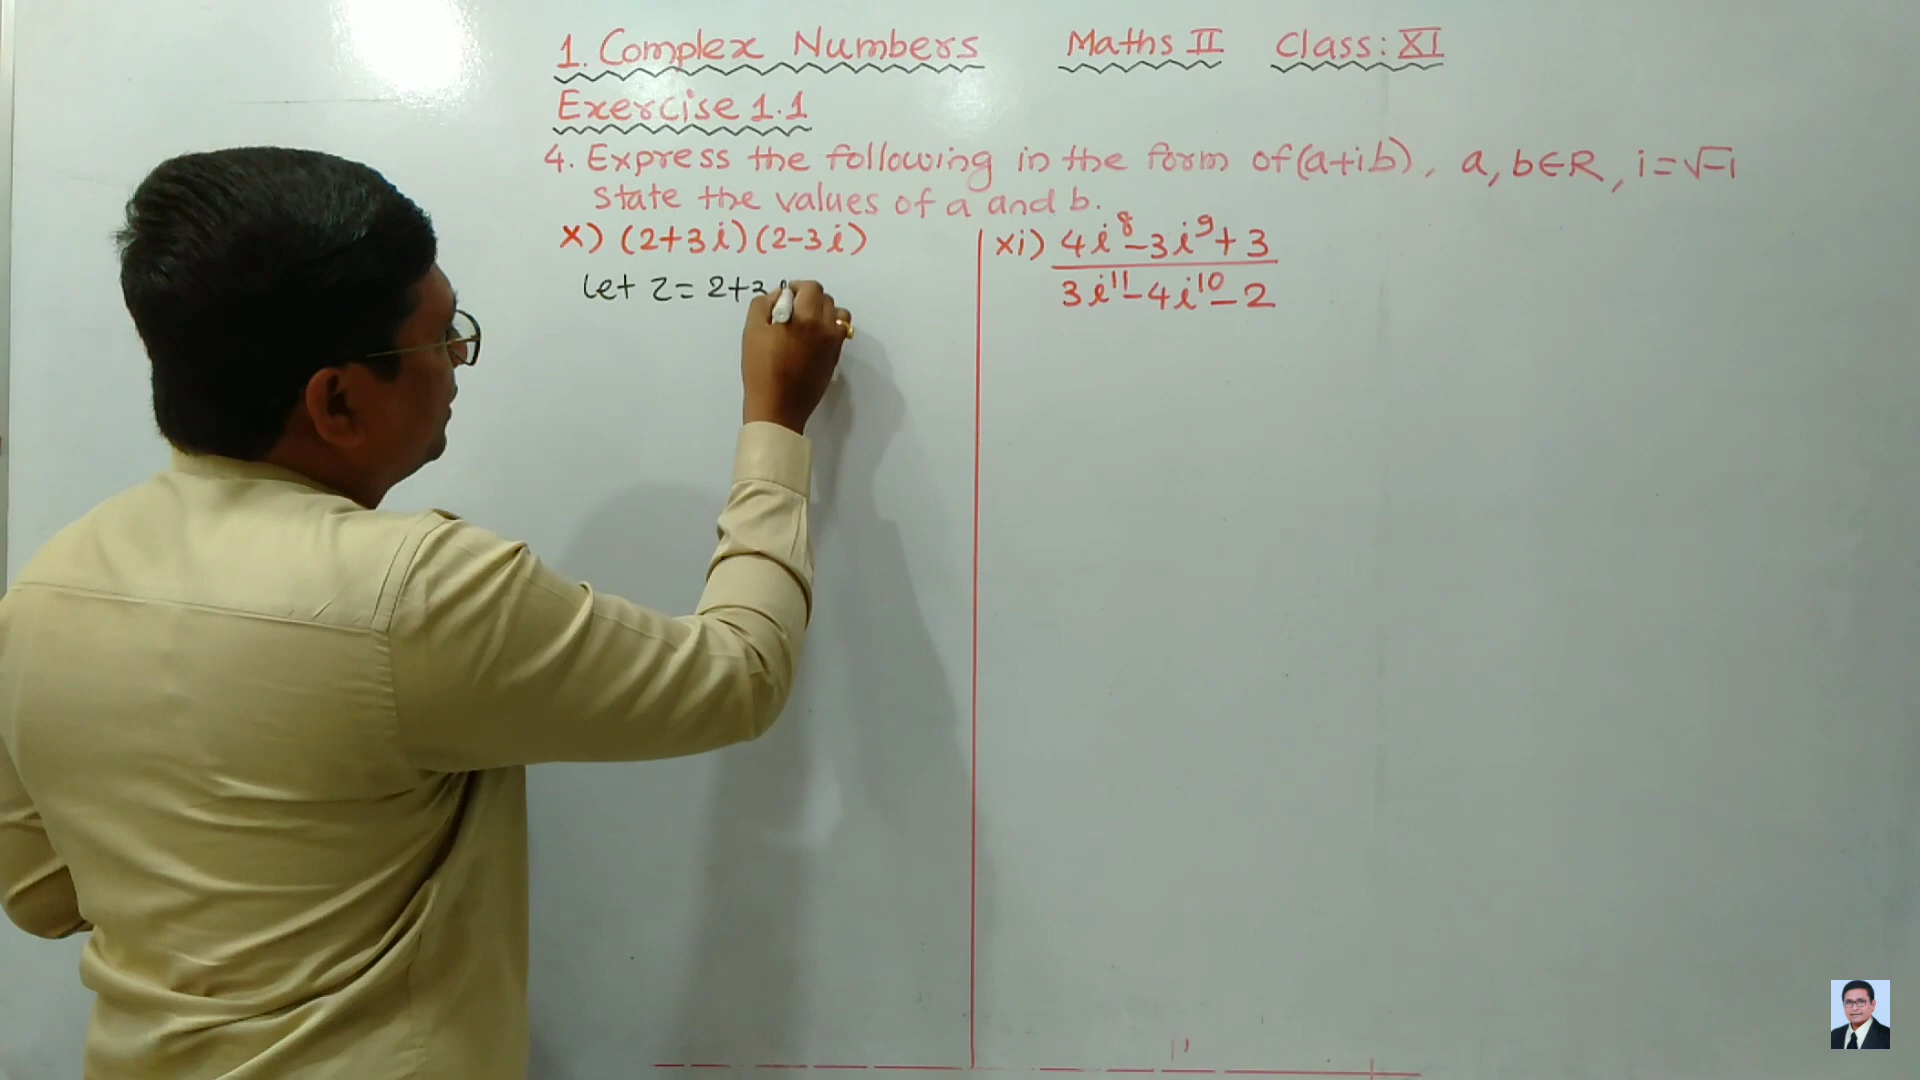 1. Complex Numbers Maths II Class: XI
Exercise 1.1
4. Express the following in the form of (a+ib), a, b∈R, i=√-1
State the values of a and b.
x) (2+3i)(2-3i)
Let z = 2+3i
xi) 4i⁸-3i⁹+3
3i¹¹-4i¹⁰-2